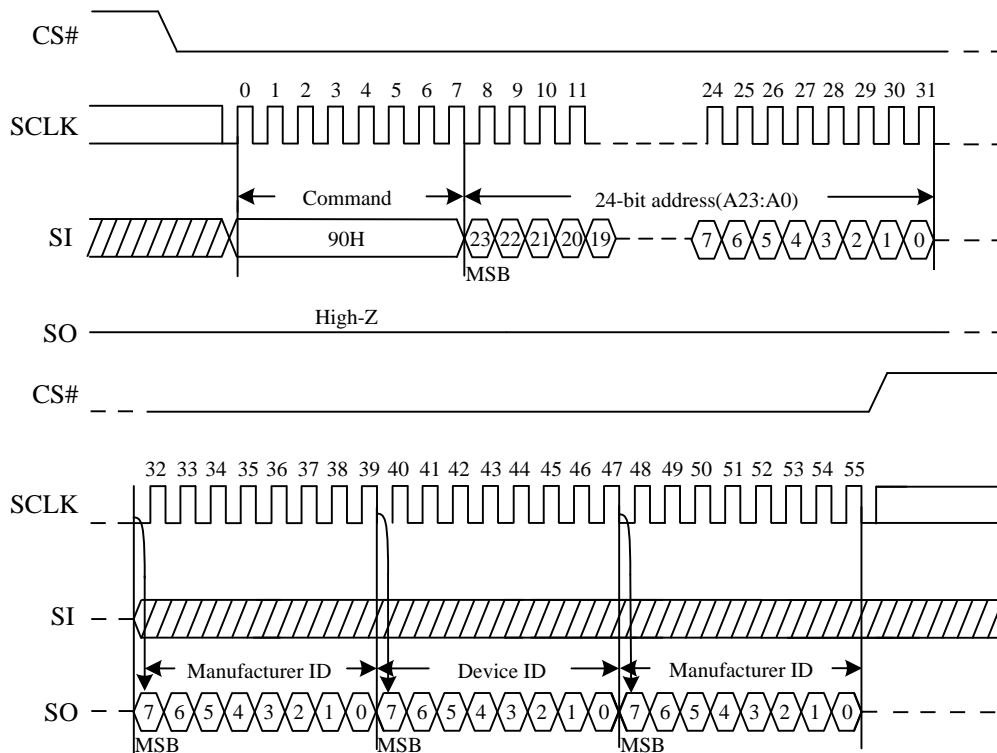 CS#
0 1 2 3 4 5 6 7 8 9 10 11 24 25 26 27 28 29 30 31
SCLK
Command 24-bit address(A23:A0)
SI 90H 23 22 21 20 19 7 6 5 4 3 2 1 0
MSB
High-Z
SO
CS#
32 33 34 35 36 37 38 39 40 41 42 43 44 45 46 47 48 49 50 51 52 53 54 55
SCLK
SI
Manufacturer ID Device ID Manufacturer ID
SO 7 6 5 4 3 2 1 0 7 6 5 4 3 2 1 0 7 6 5 4 3 2 1 0
MSB MSB MSB